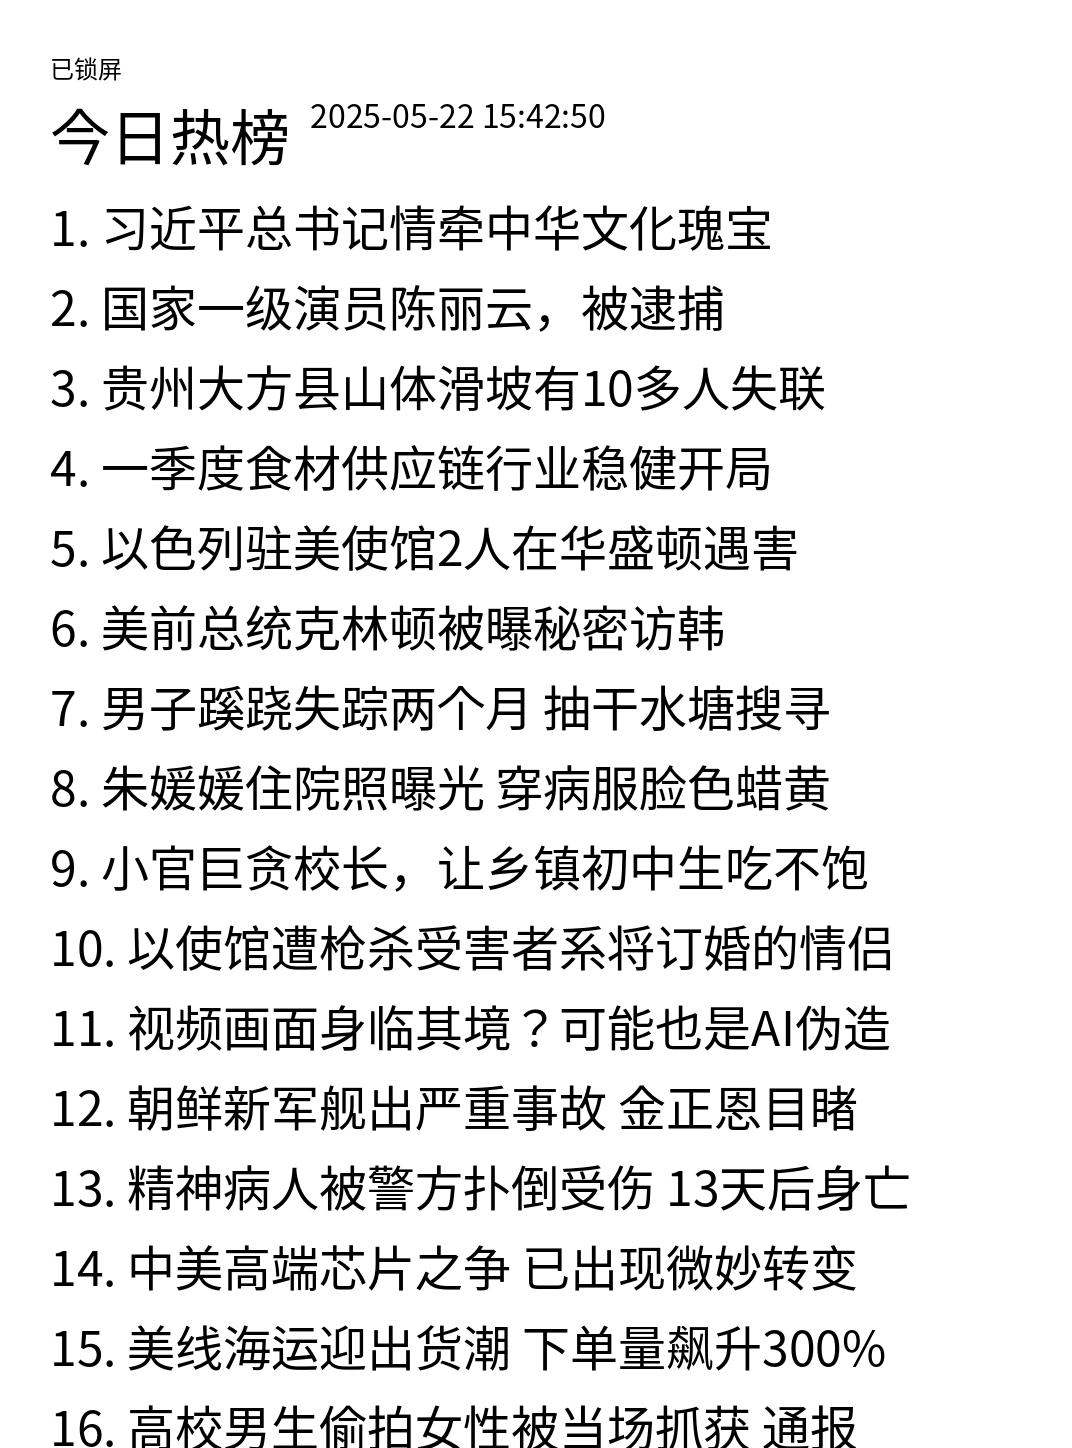 已锁屏
今日热榜 2025-05-22 15:42:50
1. 习近平总书记情牵中华文化瑰宝
2. 国家一级演员陈丽云，被逮捕
3. 贵州大方县山体滑坡有10多人失联
4. 一季度食材供应链行业稳健开局
5. 以色列驻美使馆2人在华盛顿遇害
6. 美前总统克林顿被曝秘密访韩
7. 男子蹊跷失踪两个月 抽干水塘搜寻
8. 朱媛媛住院照曝光 穿病服脸色蜡黄
9. 小官巨贪校长，让乡镇初中生吃不饱
10. 以使馆遭枪杀受害者系将订婚的情侣
11. 视频画面身临其境？可能也是AI伪造
12. 朝鲜新军舰出严重事故 金正恩目睹
13. 精神病人被警方扑倒受伤 13天后身亡
14. 中美高端芯片之争 已出现微妙转变
15. 美线海运迎出货潮 下单量飙升300%
16. 高校男生偷拍女性被当场抓获 通报